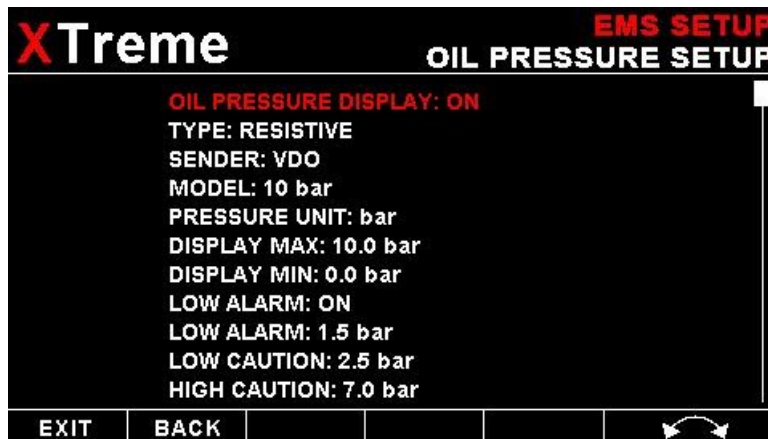 XTreme
EMS SETUP
OIL PRESSURE SETUP
OIL PRESSURE DISPLAY: ON
TYPE: RESISTIVE
SENDER: VDO
MODEL: 10 bar
PRESSURE UNIT: bar
DISPLAY MAX: 10.0 bar
DISPLAY MIN: 0.0 bar
LOW ALARM: ON
LOW ALARM: 1.5 bar
LOW CAUTION: 2.5 bar
HIGH CAUTION: 7.0 bar
EXIT BACK